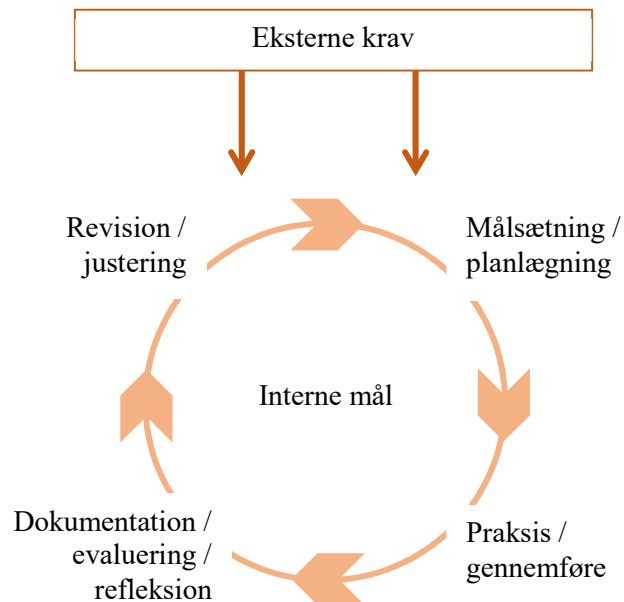 Eksterne krav
Revision /
justering
Målsætning /
planlægning
Interne mål
Dokumentation /
evaluering /
refleksion
Praksis /
gennemføre